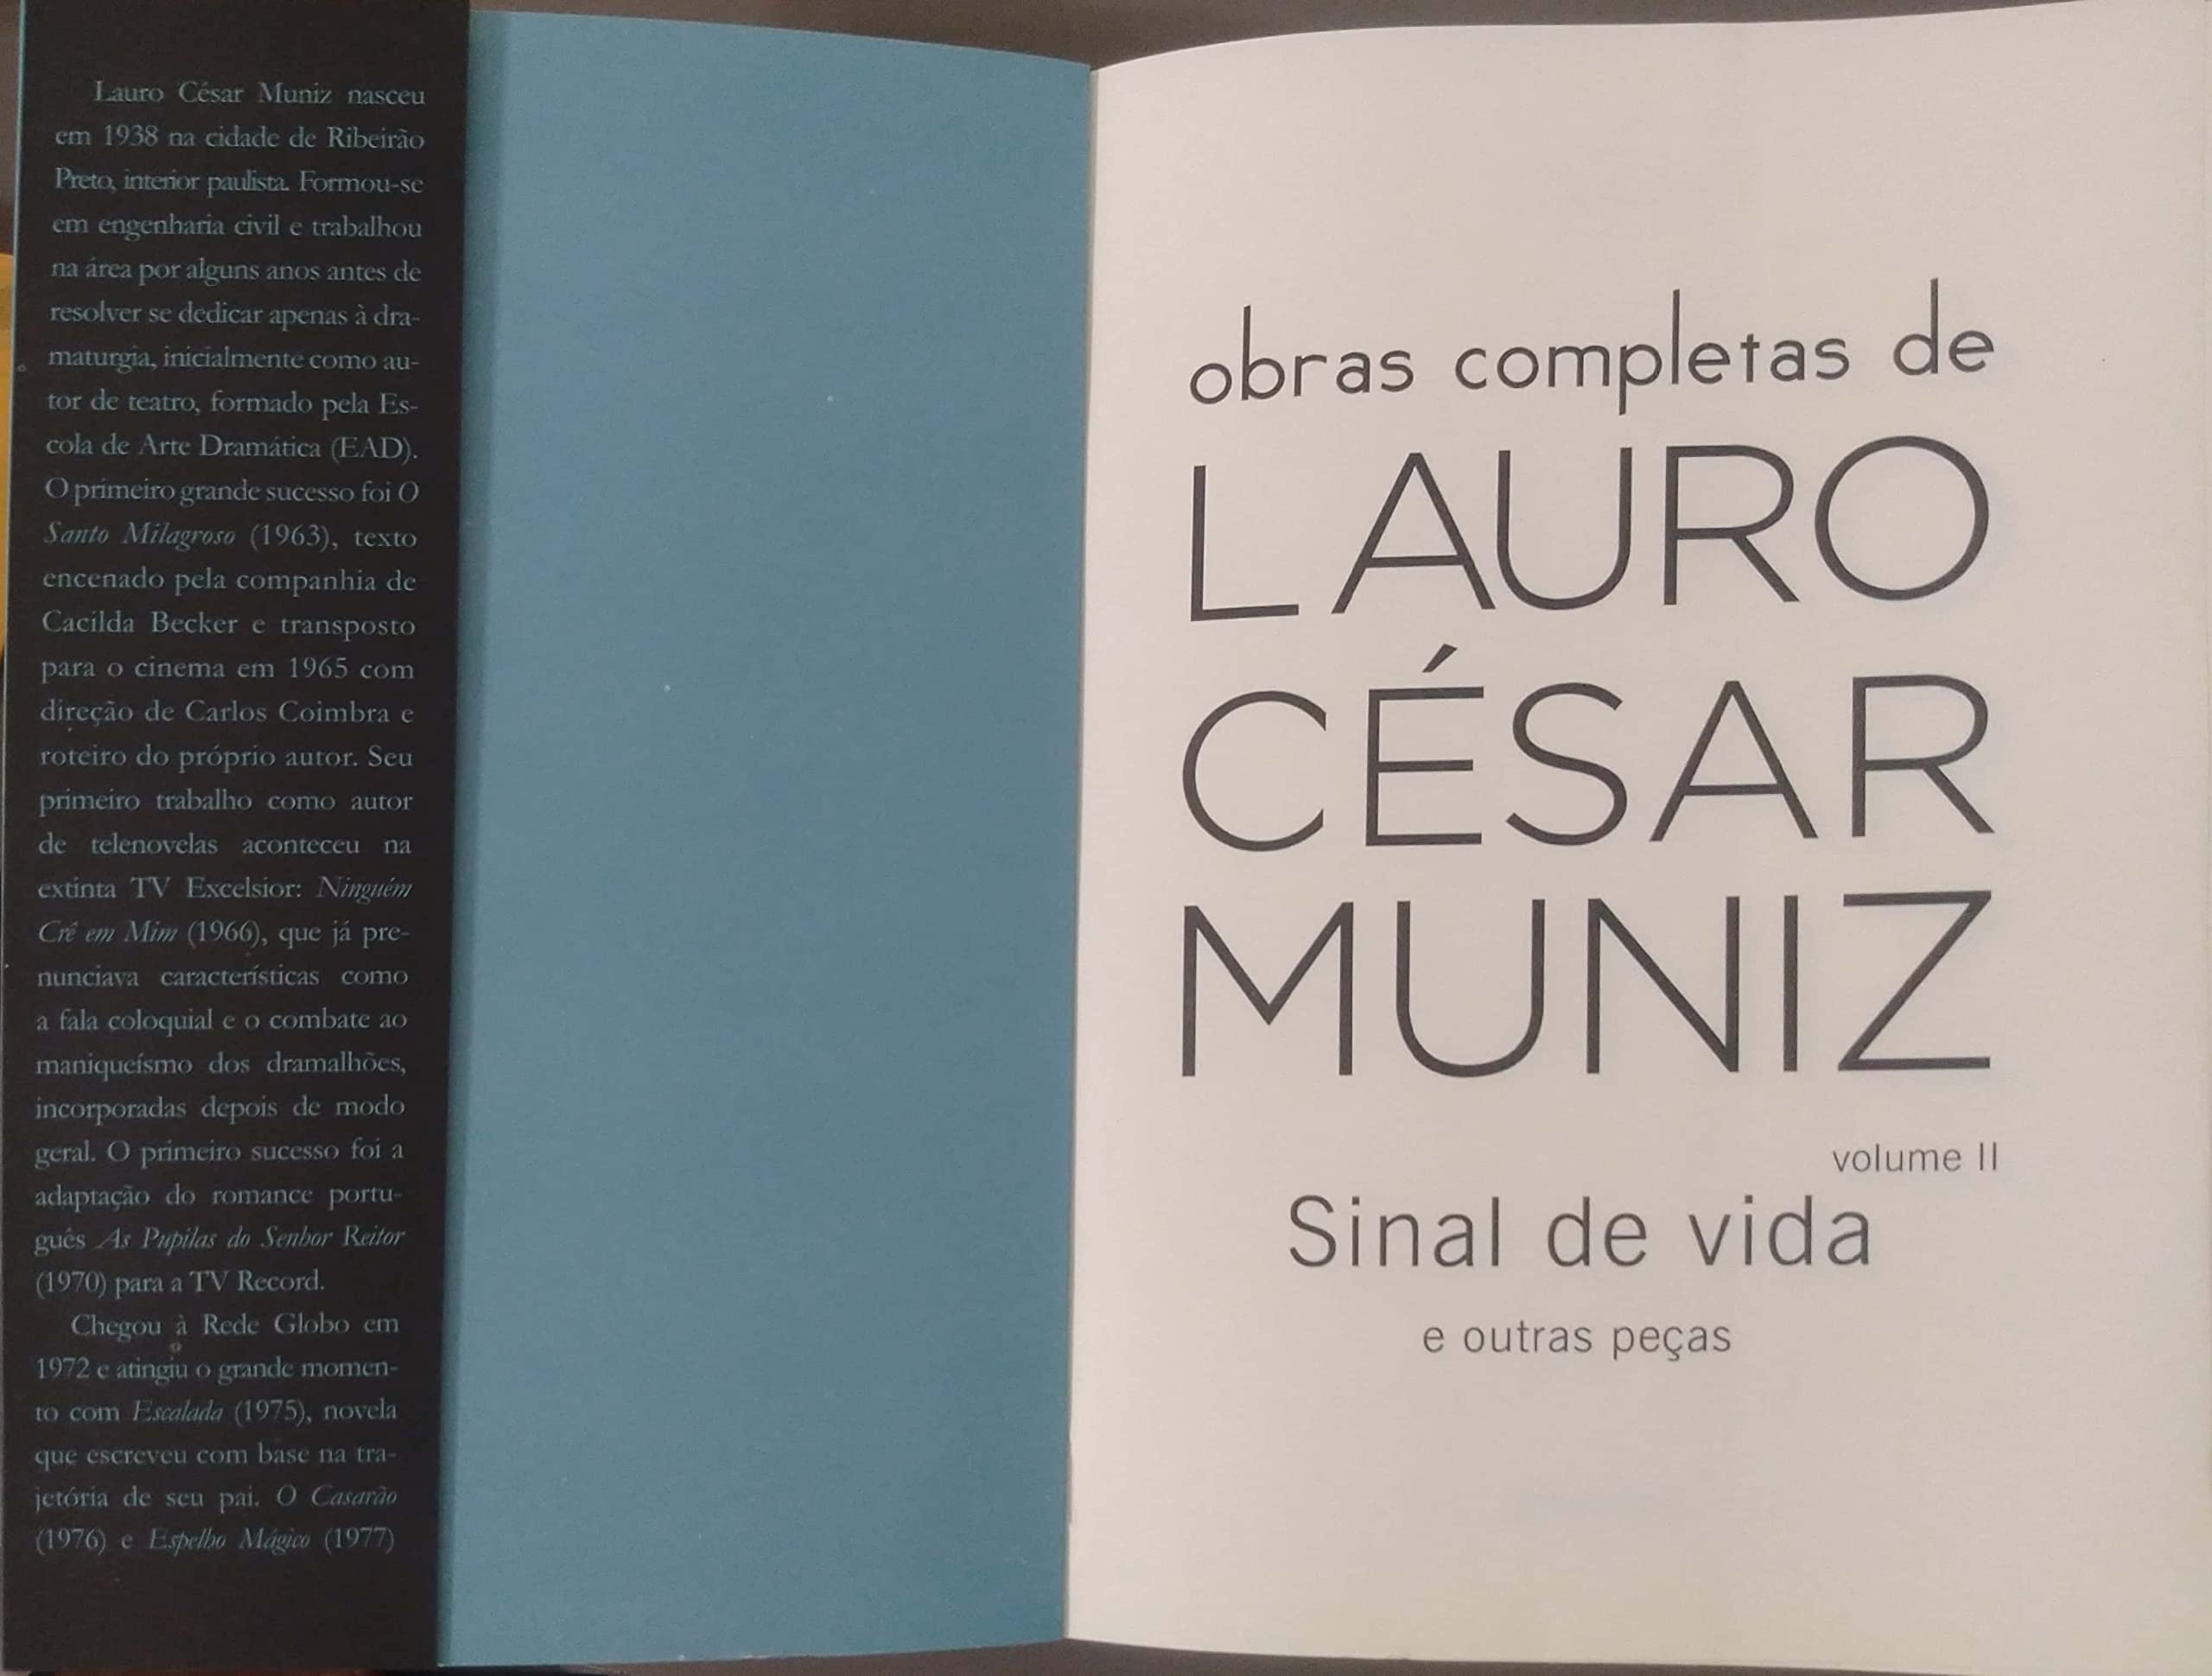 Lauro César Muniz nasceu
em 1938 na cidade de Ribeirão
Preto, interior paulista. Formou-se
em engenharia civil e trabalhou
na área por alguns anos antes de
resolver se dedicar apenas à dra-
maturgia, inicialmente como au-
tor de teatro, formado pela Es-
cola de Arte Dramática (EAD).
O primeiro grande sucesso foi O
Santo Milagroso (1963), texto
encenado pela companhia de
Cacilda Becker e transposto
para o cinema em 1965 com
direção de Carlos Coimbra e
roteiro do próprio autor. Seu
primeiro trabalho como autor
de telenovelas aconteceu na
extinta TV Excelsior: Ninguém
Crê em Mim (1966), que já pre-
nunciava características como
a fala coloquial e o combate ao
maniqueísmo dos dramalhões,
incorporadas depois de modo
geral. O primeiro sucesso foi a
adaptação do romance portu-
guês As Pupilas do Senhor Reitor
(1970) para a TV Record.
Chegou à Rede Globo em
1972 e atingiu o grande momen-
to com Escalada (1975), novela
que escreveu com base na tra-
jetória de seu pai. O Casarão
(1976) e Espelho Mágico (1977)
obras completas de
LAURO
CÉSAR
MUNIZ
volume II
Sinal de vida
e outras peças